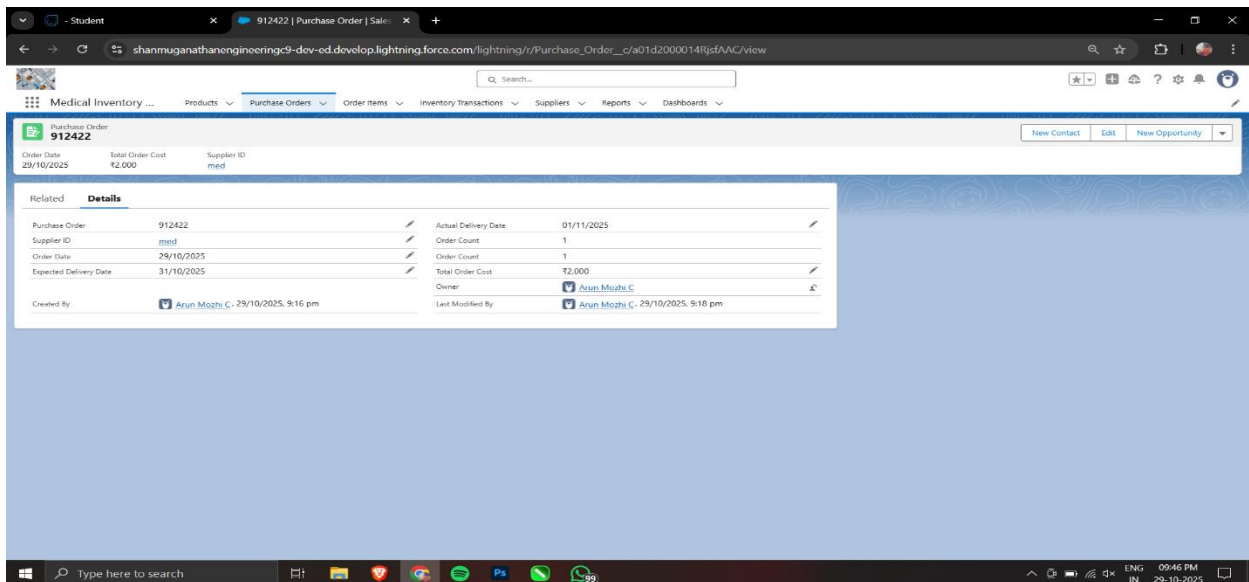 - Student
912422 | Purchase Order | Sales
shanmuganathanengineeringc9-dev-ed.develop.lightning.force.com/lightning/r/Purchase_Order__c/a01d2000014RjsfAAC/view
Search...
Medical Inventory ... Products Purchase Orders Order Items Inventory Transactions Suppliers Reports Dashboards
Purchase Order
912422
New Contact Edit New Opportunity
Order Date Total Order Cost Supplier ID
29/10/2025 ₹2,000 med
Related Details
Purchase Order 912422 Actual Delivery Date 01/11/2025
Supplier ID med Order Count 1
Order Date 29/10/2025 Order Count 1
Expected Delivery Date 31/10/2025 Total Order Cost ₹2,000
Owner Arun Mozhi C
Created By Arun Mozhi C, 29/10/2025, 9:16 pm Last Modified By Arun Mozhi C, 29/10/2025, 9:18 pm
Type here to search
Ps
99
ENG 09:46 PM
IN 29-10-2025